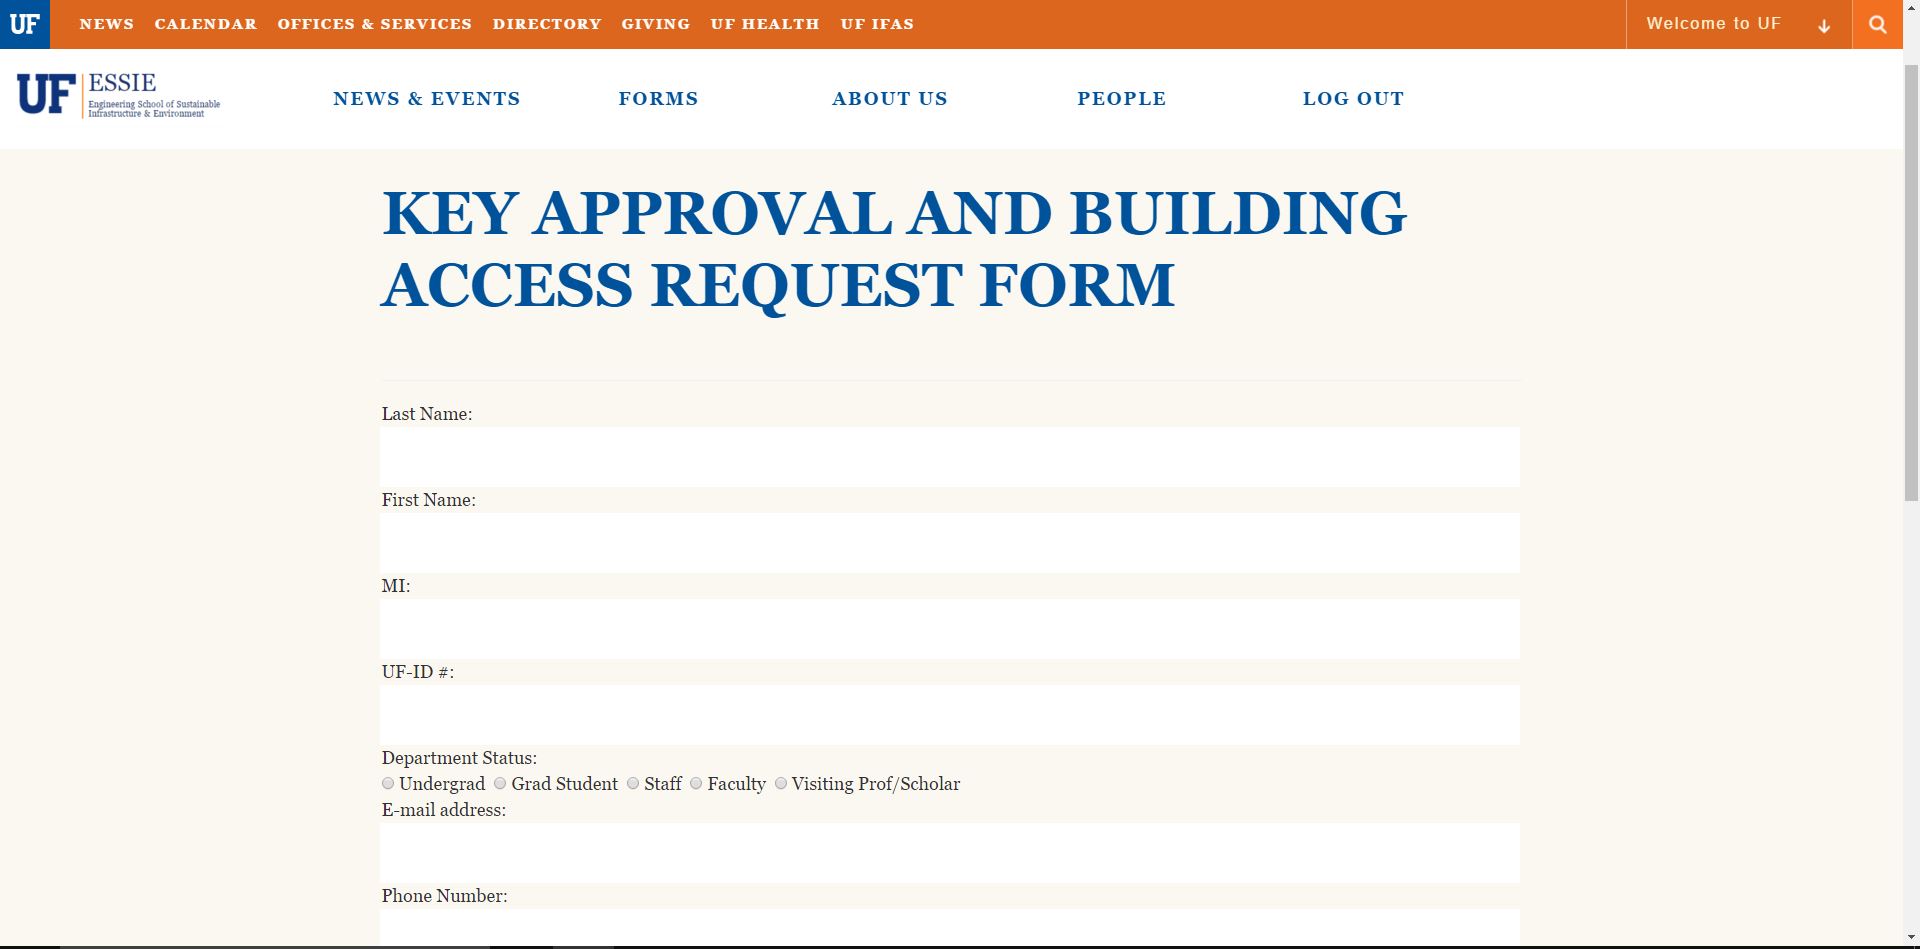 UF
NEWS CALENDAR OFFICES & SERVICES DIRECTORY GIVING UF HEALTH UF IFAS
Welcome to UF
UF ESSIE
Engineering School of Sustainable
Infrastructure & Environment
NEWS & EVENTS FORMS ABOUT US PEOPLE LOG OUT
KEY APPROVAL AND BUILDING
ACCESS REQUEST FORM
Last Name:
First Name:
MI:
UF-ID #:
Department Status:
Undergrad Grad Student Staff Faculty Visiting Prof/Scholar
E-mail address:
Phone Number: